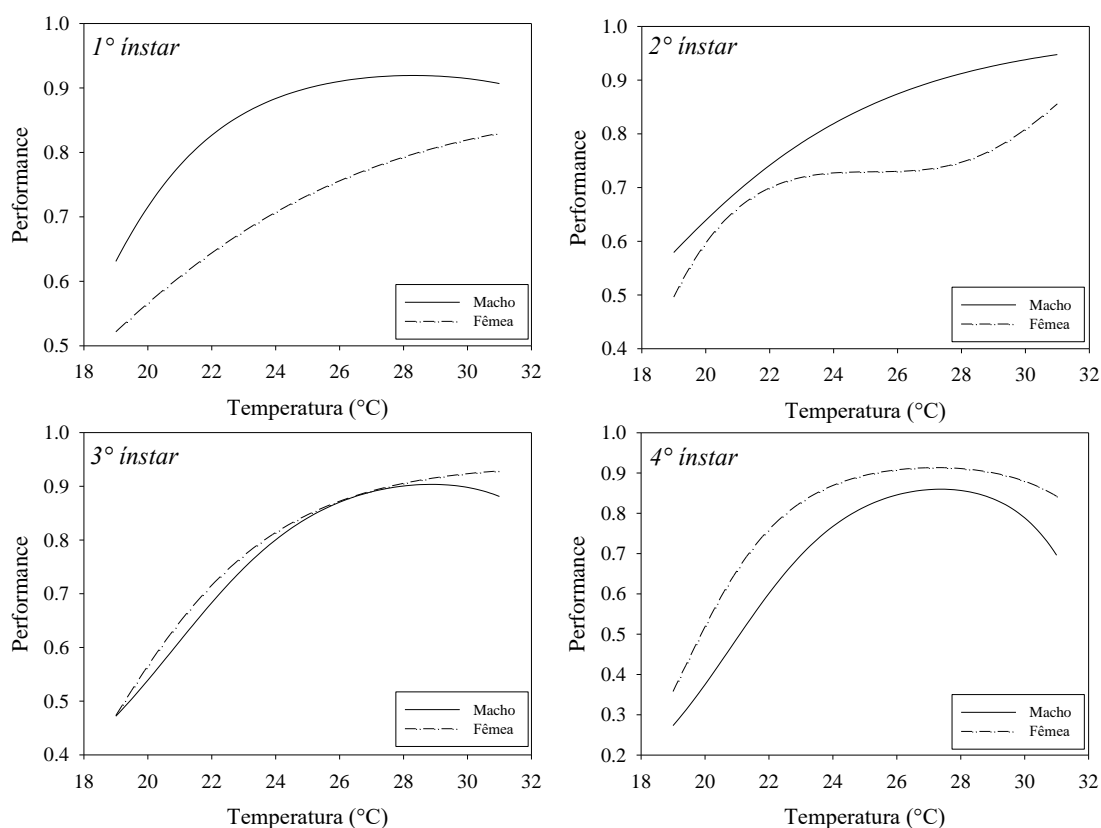 1° ínstar
1.0
0.9
0.8
0.7
0.6
0.5
Performance
Macho
Fêmea
18 20 22 24 26 28 30 32
Temperatura (°C)
2° ínstar
1.0
0.9
0.8
0.7
0.6
0.5
0.4
Performance
Macho
Fêmea
18 20 22 24 26 28 30 32
Temperatura (°C)
3° ínstar
1.0
0.9
0.8
0.7
0.6
0.5
0.4
Performance
Macho
Fêmea
18 20 22 24 26 28 30 32
Temperatura (°C)
4° ínstar
1.0
0.9
0.8
0.7
0.6
0.5
0.4
0.3
0.2
Performance
Macho
Fêmea
18 20 22 24 26 28 30 32
Temperatura (°C)